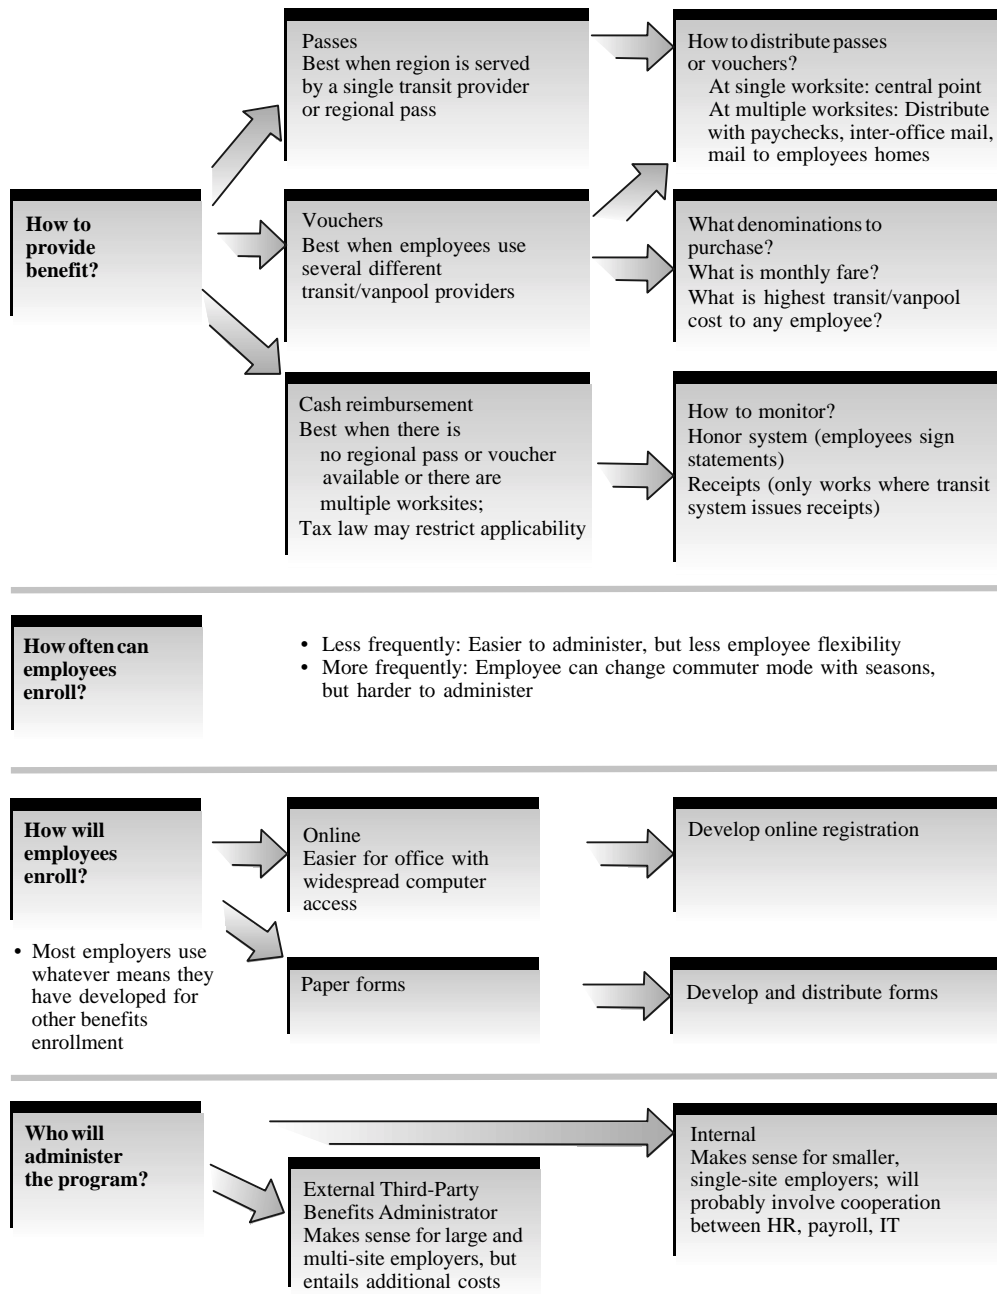 Passes
Best when region is served
by a single transit provider
or regional pass
How to distribute passes
or vouchers?
At single worksite: central point
At multiple worksites: Distribute
with paychecks, inter-office mail,
mail to employees homes
How to
provide
benefit?
Vouchers
Best when employees use
several different
transit/vanpool providers
What denominations to
purchase?
What is monthly fare?
What is highest transit/vanpool
cost to any employee?
Cash reimbursement
Best when there is
no regional pass or voucher
available or there are
multiple worksites;
Tax law may restrict applicability
How to monitor?
Honor system (employees sign
statements)
Receipts (only works where transit
system issues receipts)
How often can
employees
enroll?
• Less frequently: Easier to administer, but less employee flexibility
• More frequently: Employee can change commuter mode with seasons,
but harder to administer
How will
employees
enroll?
• Most employers use
whatever means they
have developed for
other benefits
enrollment
Online
Easier for office with
widespread computer
access
Develop online registration
Paper forms
Develop and distribute forms
Who will
administer
the program?
External Third-Party
Benefits Administrator
Makes sense for large and
multi-site employers, but
entails additional costs
Internal
Makes sense for smaller,
single-site employers; will
probably involve cooperation
between HR, payroll, IT